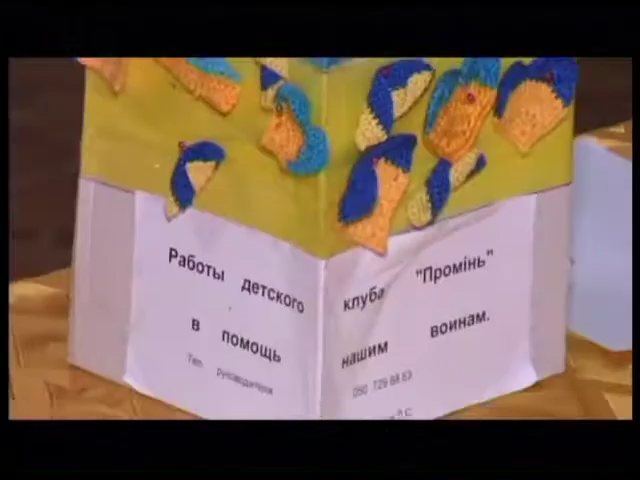 Работы детского клуба "Промінь"
в помощь нашим воинам.
Тел. руководителя 050 729 68 63